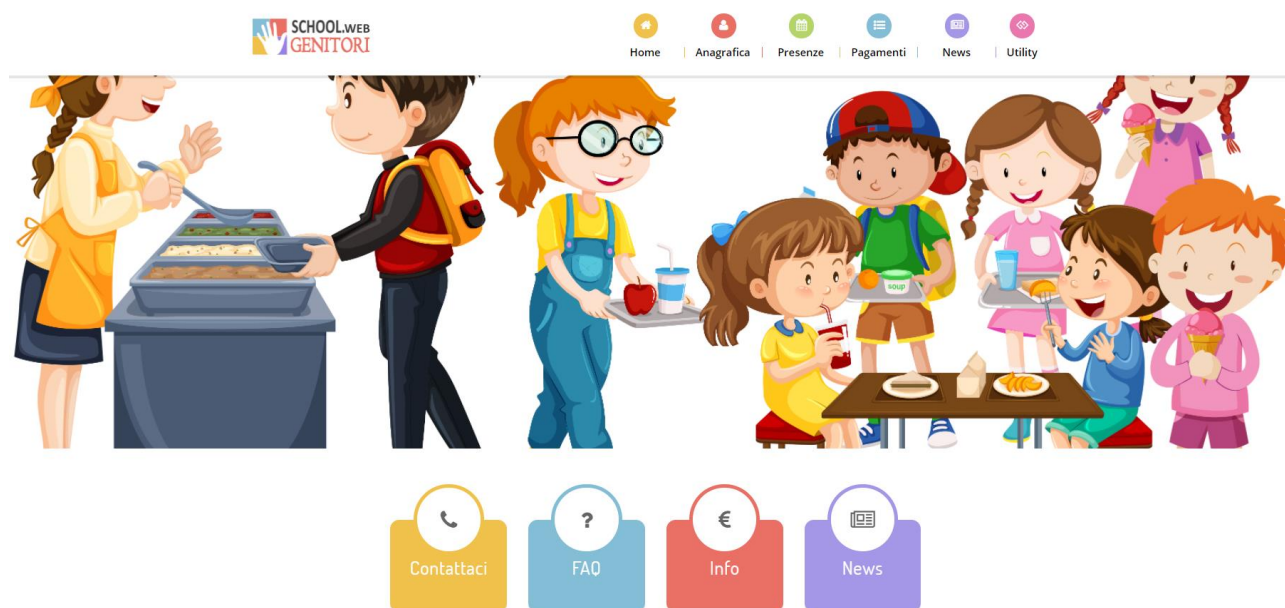 SCHOOL.WEB
GENITORI
Home
Anagrafica
Presenze
Pagamenti
News
Utility
soup
Contattaci
FAQ
Info
News